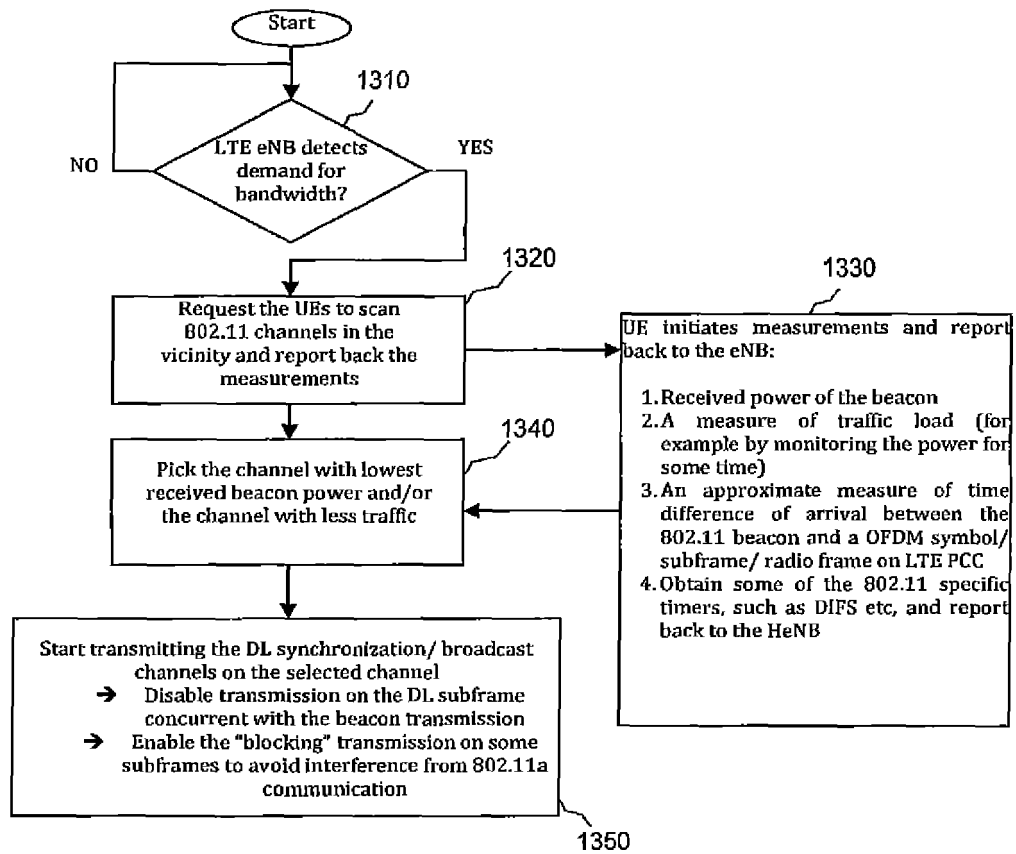 Start
1310
LTE eNB detects
demand for
bandwidth?
NO
YES
1320
Request the UEs to scan
802.11 channels in the
vicinity and report back the
measurements
1330
UE initiates measurements and report
back to the eNB:
1. Received power of the beacon
2. A measure of traffic load (for
example by monitoring the power for
some time)
3. An approximate measure of time
difference of arrival between the
802.11 beacon and a OFDM symbol/
subframe/ radio frame on LTE PCC
4. Obtain some of the 802.11 specific
timers, such as DIFS etc, and report
back to the HeNB
1340
Pick the channel with lowest
received beacon power and/or
the channel with less traffic
Start transmitting the DL synchronization/ broadcast
channels on the selected channel
➔ Disable transmission on the DL subframe
concurrent with the beacon transmission
➔ Enable the "blocking" transmission on some
subframes to avoid interference from 802.11a
communication
1350